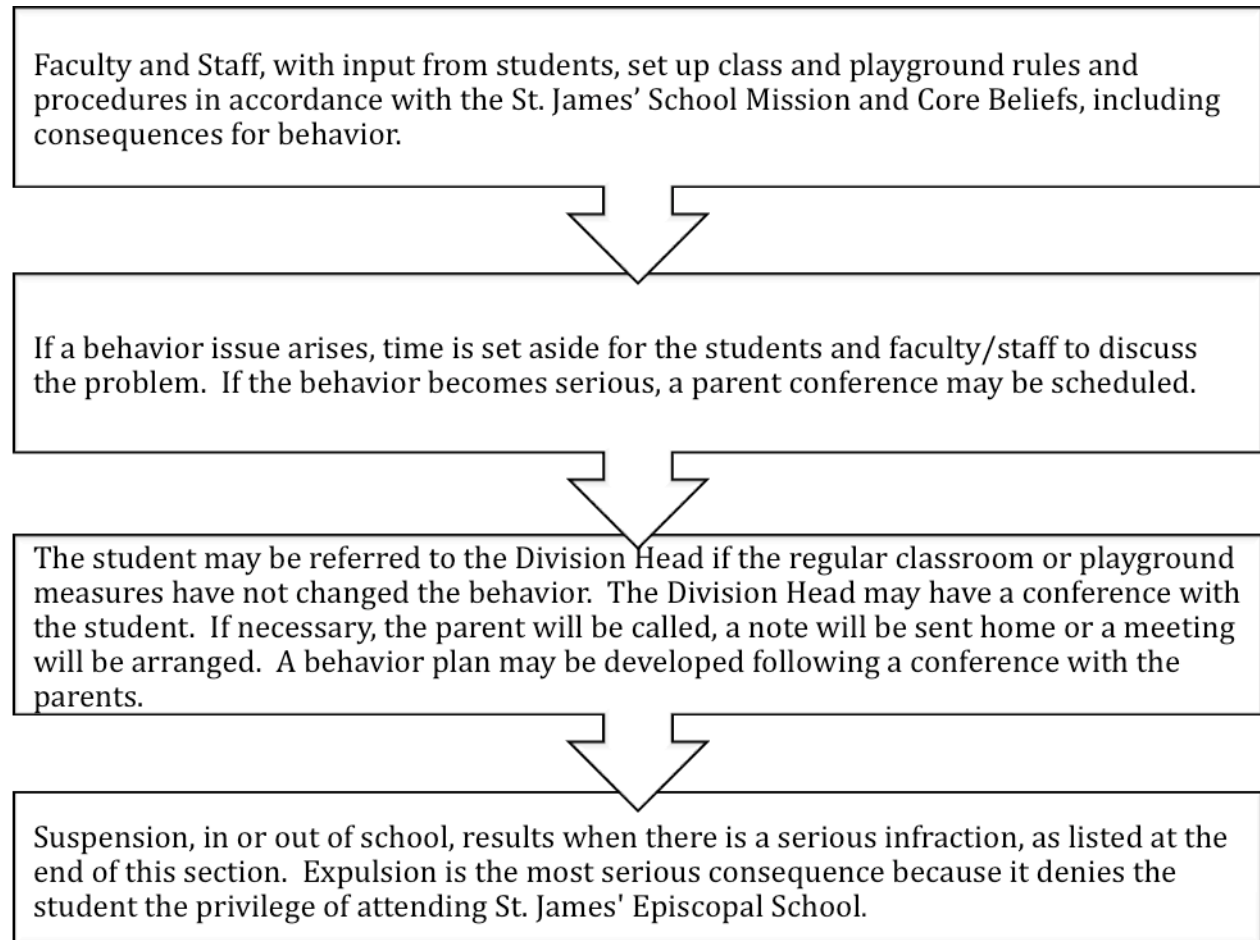 Faculty and Staff, with input from students, set up class and playground rules and
procedures in accordance with the St. James’ School Mission and Core Beliefs, including
consequences for behavior.
If a behavior issue arises, time is set aside for the students and faculty/staff to discuss
the problem.  If the behavior becomes serious, a parent conference may be scheduled.
The student may be referred to the Division Head if the regular classroom or playground
measures have not changed the behavior.  The Division Head may have a conference with
the student.  If necessary, the parent will be called, a note will be sent home or a meeting
will be arranged.  A behavior plan may be developed following a conference with the
parents.
Suspension, in or out of school, results when there is a serious infraction, as listed at the
end of this section.  Expulsion is the most serious consequence because it denies the
student the privilege of attending St. James' Episcopal School.